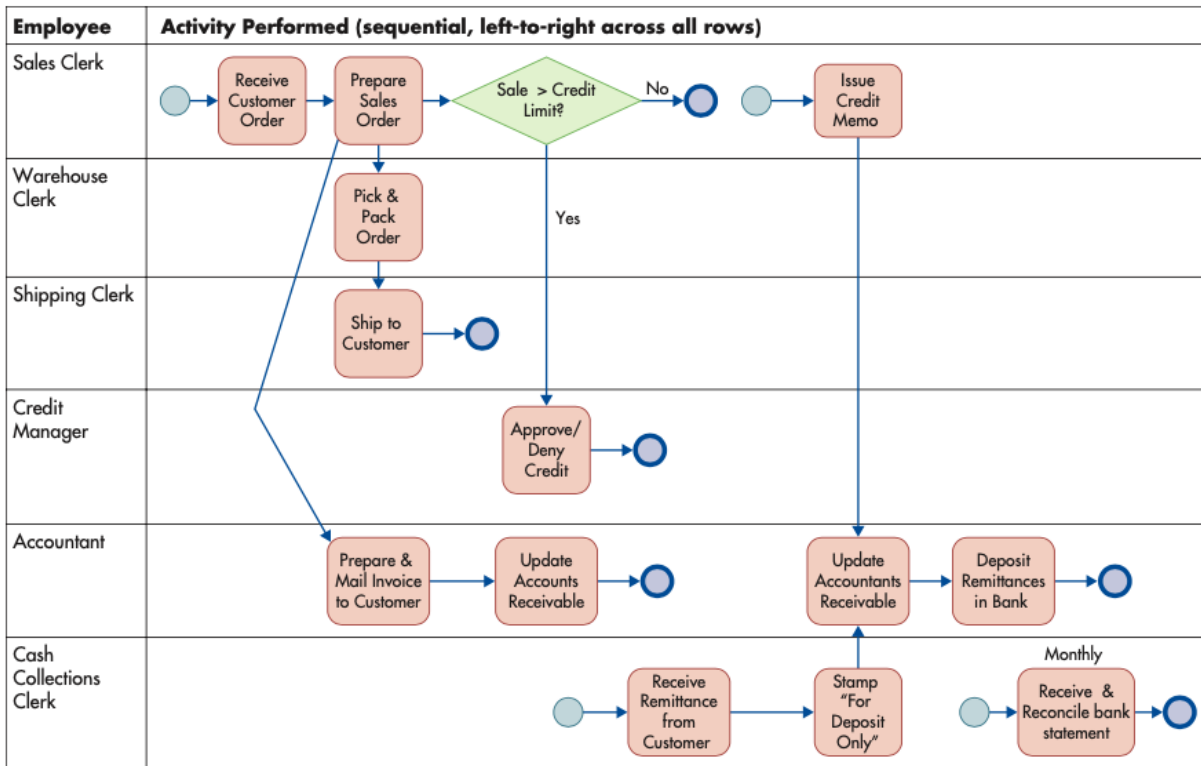 Employee
Activity Performed (sequential, left-to-right across all rows)
Sales Clerk
Receive
Customer
Order
Prepare
Sales
Order
Sale > Credit
Limit?
No
Issue
Credit
Memo
Warehouse
Clerk
Pick &
Pack
Order
Yes
Shipping Clerk
Ship to
Customer
Credit
Manager
Approve/
Deny
Credit
Accountant
Prepare &
Mail Invoice
to Customer
Update
Accounts
Receivable
Update
Accountants
Receivable
Deposit
Remittances
in Bank
Cash
Collections
Clerk
Receive
Remittance
from
Customer
Stamp
"For
Deposit
Only"
Monthly
Receive &
Reconcile bank
statement